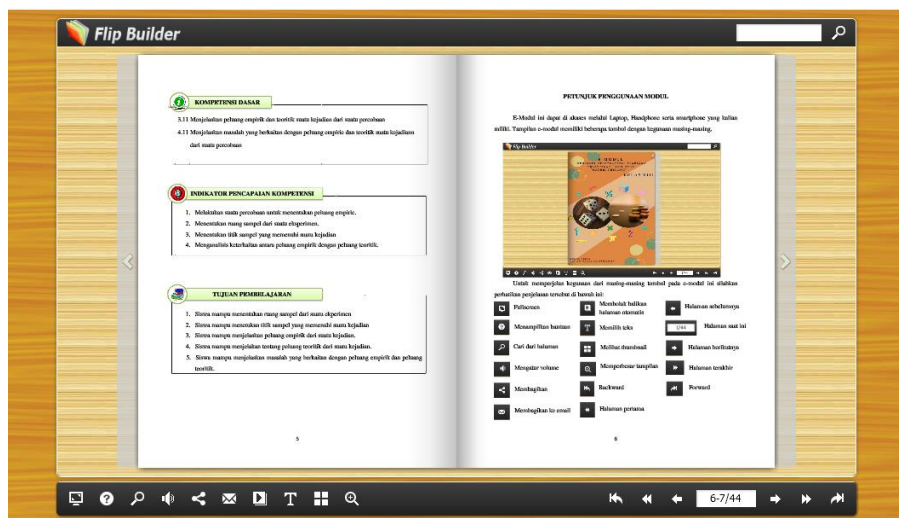 Flip Builder
KOMPETENSI DASAR
3.11 Menjelaskan peluang empirik dan teoritik suatu kejadian dari suatu percobaan
4.11 Menjelaskan masalah yang berkaitan dengan peluang empirik dan teoritik suatu kejadiann
dari suatu percobaan
INDIKATOR PENCAPAIAN KOMPETENSI
1. Melakukan suatu percobaan untuk menentukan peluang empiric.
2. Menentukan ruang sampel dari suatu eksperimen.
3. Menentukan titik sampel yang memenuhi suatu kejadian
4. Menganalisis keterkaitan antara peluang empirik dengan peluang teoritik.
TUJUAN PEMBELAJARAN
1. Siswa mampu menentukan ruang sampel dari suatu eksperimen
2. Siswa mampu menetukan titik sampel yang memenuhi suatu kejadian
3. Siswa mampu menjelaskan peluang empirik dari suatu kejadian.
4. Siswa mampu menjelskan tentang peluang teoritik dari suatu kejadian.
5. Siswa mampu menjelaskan masalah yang berkaitan dengan peluang empirik dan peluang
teoritik.
5
PETUNJUK PENGGUNAAN MODUL
E-Modul ini dapat di akases melalui Laptop, Handphone serta smartphone yang kalian
miliki. Tampilan e-modul memiliki beberapa tombol dengan kegunaan masing-masing.
Flip Builder
Untuk memperjelas kegunaan dari masing-masing tombol pada e-modul ini silahkan
perhatikan penjelasan tersebut di bawah ini:
Fullscreen
Membolak balikan
halaman otomatis
Halaman sebelumnya
Menampilkan bantuan
T
Memilih teks
1/44
Halaman saat ini
Cari dari halaman
Melihat thumbnail
Halaman berikutnya
Mengatur volume
Memperbesar tampilan
Halaman terakhir
Membagikan
Backward
Forward
Membagikan ke email
Halaman pertama
6
T
6-7/44